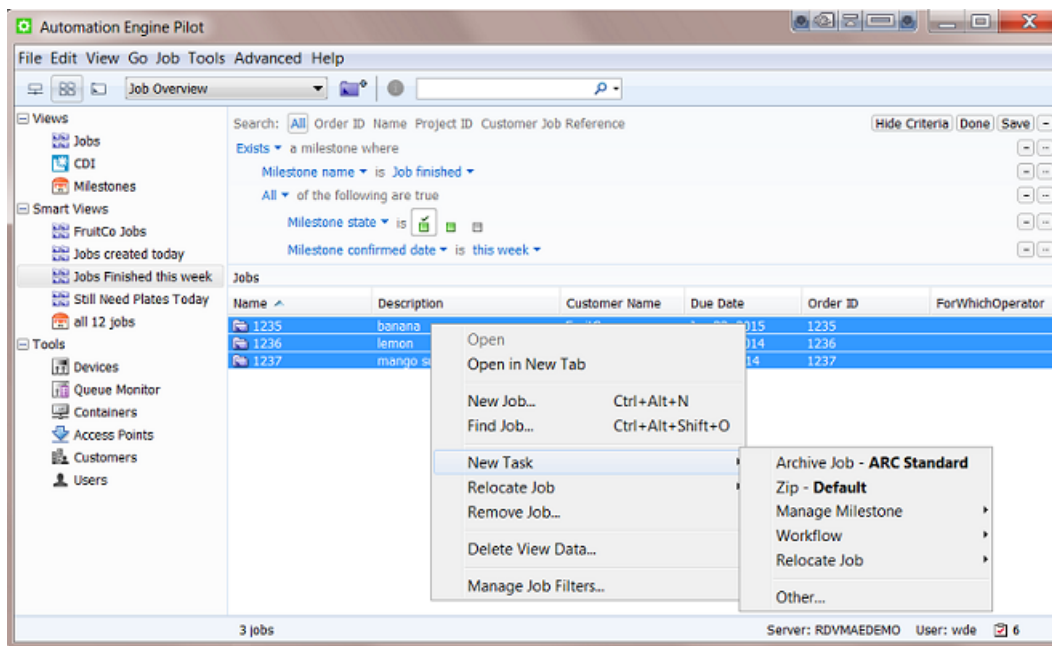 Automation Engine Pilot
File Edit View Go Job Tools Advanced Help
Job Overview
Views
Jobs
CDI
Milestones
Smart Views
FruitCo Jobs
Jobs created today
Jobs Finished this week
Still Need Plates Today
all 12 jobs
Tools
Devices
Queue Monitor
Containers
Access Points
Customers
Users
Search: All Order ID Name Project ID Customer Job Reference Hide Criteria Done Save
Exists a milestone where
Milestone name is Job finished
All of the following are true
Milestone state is
Milestone confirmed date is this week
Jobs
Name Description Customer Name Due Date Order ID ForWhichOperator
1235 banana 2015 1235
1236 lemon 1236
1237 mango 1237
Open
Open in New Tab
New Job... Ctrl+Alt+N
Find Job... Ctrl+Alt+Shift+O
New Task
Relocate Job
Remove Job...
Delete View Data...
Manage Job Filters...
Archive Job - ARC Standard
Zip - Default
Manage Milestone
Workflow
Relocate Job
Other...
3 jobs Server: RDVMAEDEMO User: wde 6